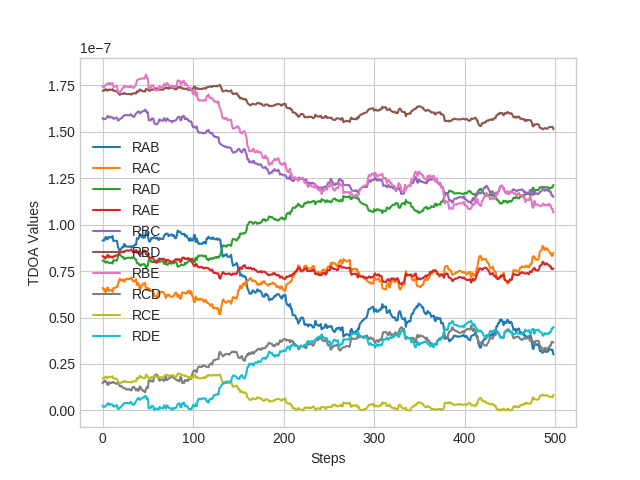 1e−7
1.75
1.50
1.25
1.00
0.75
0.50
0.25
0.00
TDOA Values
RAB
RAC
RAD
RAE
RBC
RBD
RBE
RCD
RCE
RDE
0 100 200 300 400 500
Steps